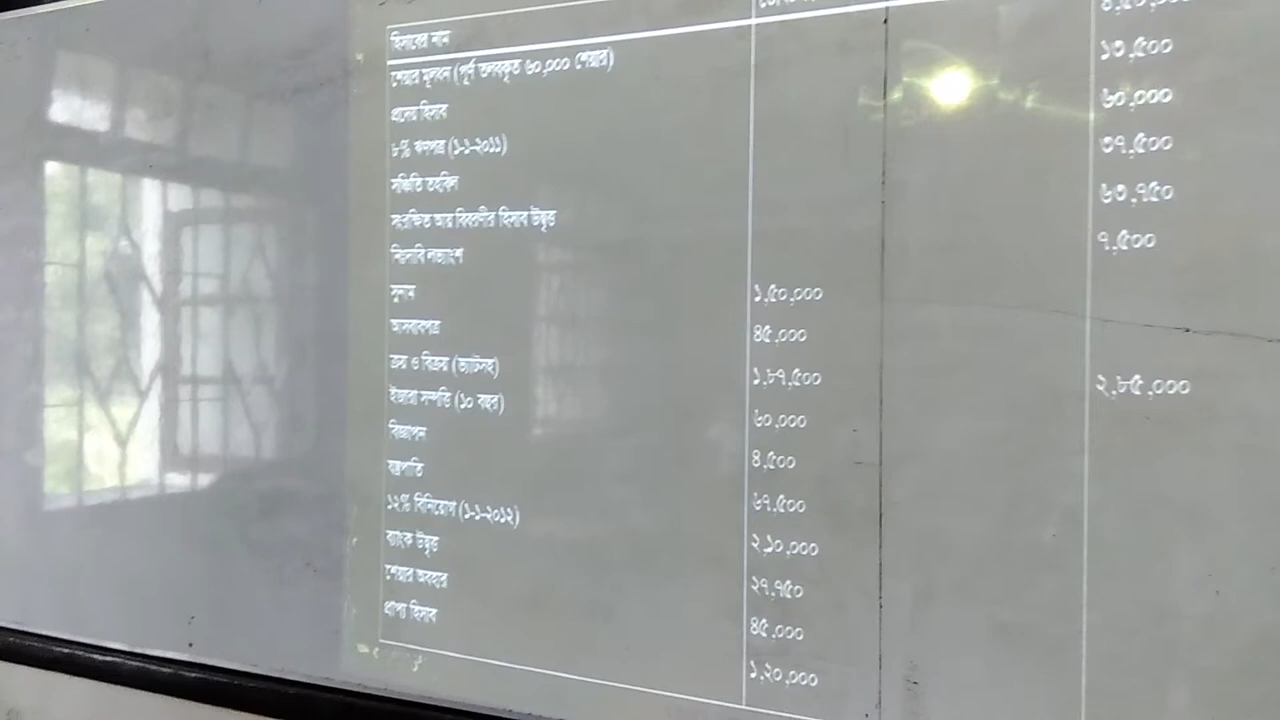 হিসাবের নাম
শেয়ার মূলধন (পূর্ণ তলবকৃত ৬০,০০০ শেয়ার)
প্রদেয় হিসাব ১৩,৫০০
৮% ঋণপত্র (১-১-২০১১) ৬০,০০০
সঞ্চিতি তহবিল ৩৭,৫০০
সংরক্ষিত আয় বিবরণীর হিসাব উদ্বৃত্ত ৬৩,৭৫০
লভ্যাংশ ৭,৫০০
সুনাম ১,৫০,০০০
আসবাবপত্র ৪৫,০০০
ক্রয় ও বিক্রয় (ভ্যাটসহ) ১,৮৭,৫০০ ২,৮৫,০০০
ইজারা সম্পত্তি (১০ বছর) ৬০,০০০
বিজ্ঞাপন ৪,৫০০
যন্ত্রপাতি ৬৭,৫০০
১২% বিনিয়োগ (১-১-২০১২) ২,১০,০০০
ব্যাংক উদ্বৃত্ত ২৭,৭৫০
শেয়ার অবহার ৪৫,০০০
প্রাপ্য হিসাব ১,২০,০০০